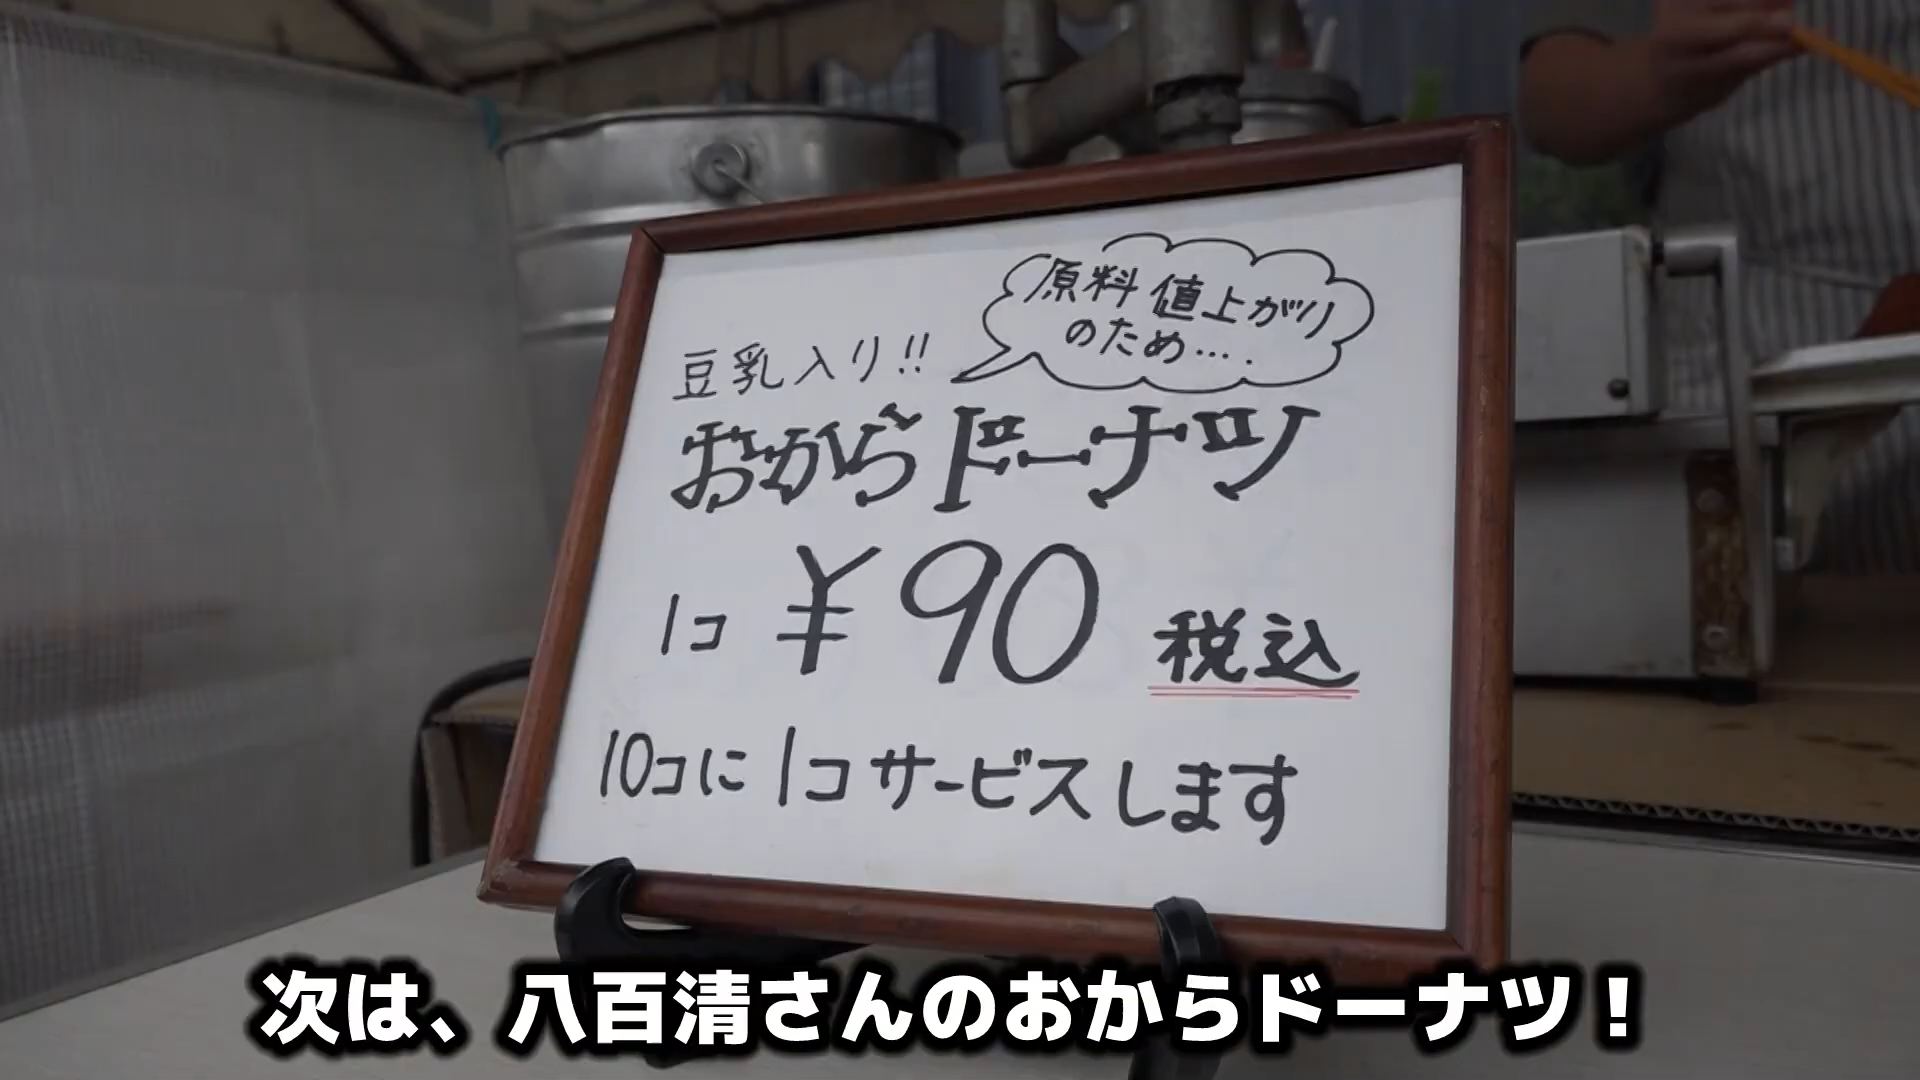 原料 値上がり
のため….
豆乳入り!!
おからドーナツ
1コ ¥90 税込
10コに1コサービスします
次は、八百清さんのおからドーナツ！